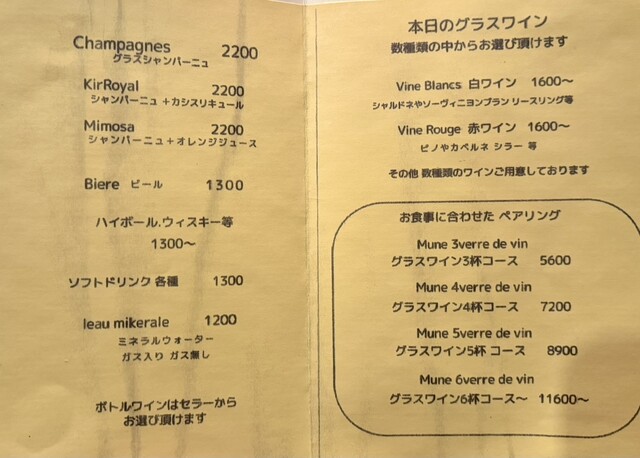 Champagnes 2200
グラスシャンパーニュ
KirRoyal 2200
シャンパーニュ＋カシスリキュール
Mimosa 2200
シャンパーニュ＋オレンジジュース
Biere ビール 1300
ハイボール.ウィスキー等
1300～
ソフトドリンク 各種 1300
leau mikerale 1200
ミネラルウォーター
ガス入り ガス無し
ボトルワインはセラーから
お選び頂けます
本日のグラスワイン
数種類の中からお選び頂けます
Vine Blancs 白ワイン 1600～
シャルドネやソーヴィニヨンブラン リースリング等
Vine Rouge 赤ワイン 1600～
ピノやカベルネ シラー 等
その他 数種類のワインご用意しております
お食事に合わせた ペアリング
Mune 3verre de vin
グラスワイン3杯コース 5600
Mune 4verre de vin
グラスワイン4杯コース 7200
Mune 5verre de vin
グラスワイン5杯 コース 8900
Mune 6verre de vin
グラスワイン6杯コース～ 11600～